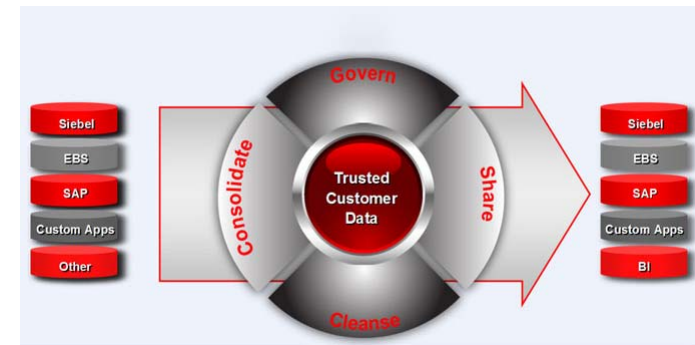 Siebel
EBS
SAP
Custom Apps
Other
Govern
Consolidate
Trusted
Customer
Data
Share
Cleanse
Siebel
EBS
SAP
Custom Apps
BI